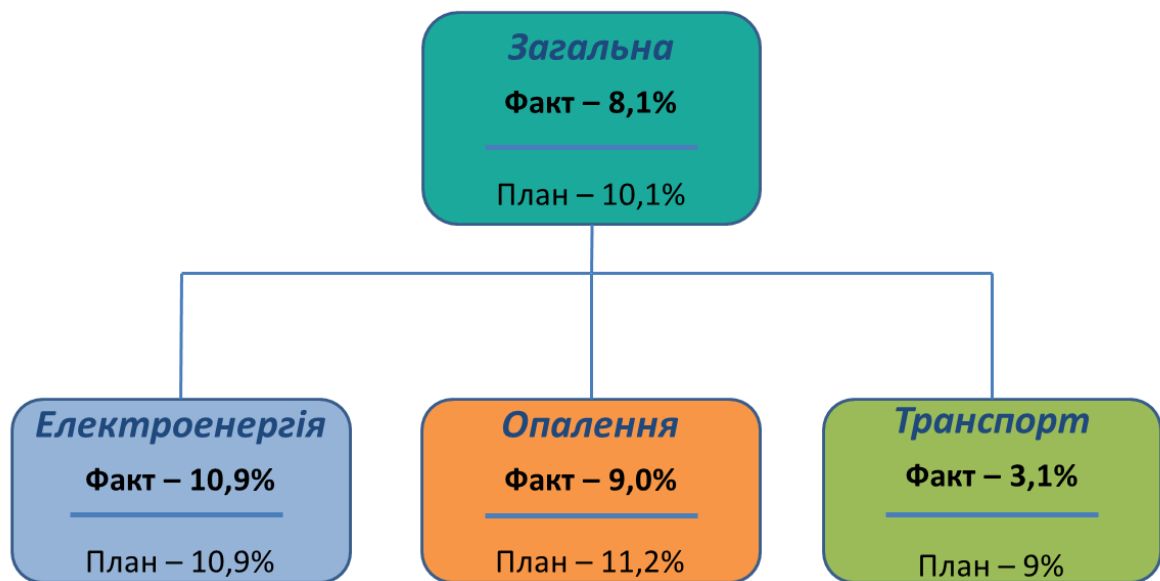 Загальна
Факт – 8,1%
План – 10,1%
Електроенергія
Факт – 10,9%
План – 10,9%
Опалення
Факт – 9,0%
План – 11,2%
Транспорт
Факт – 3,1%
План – 9%